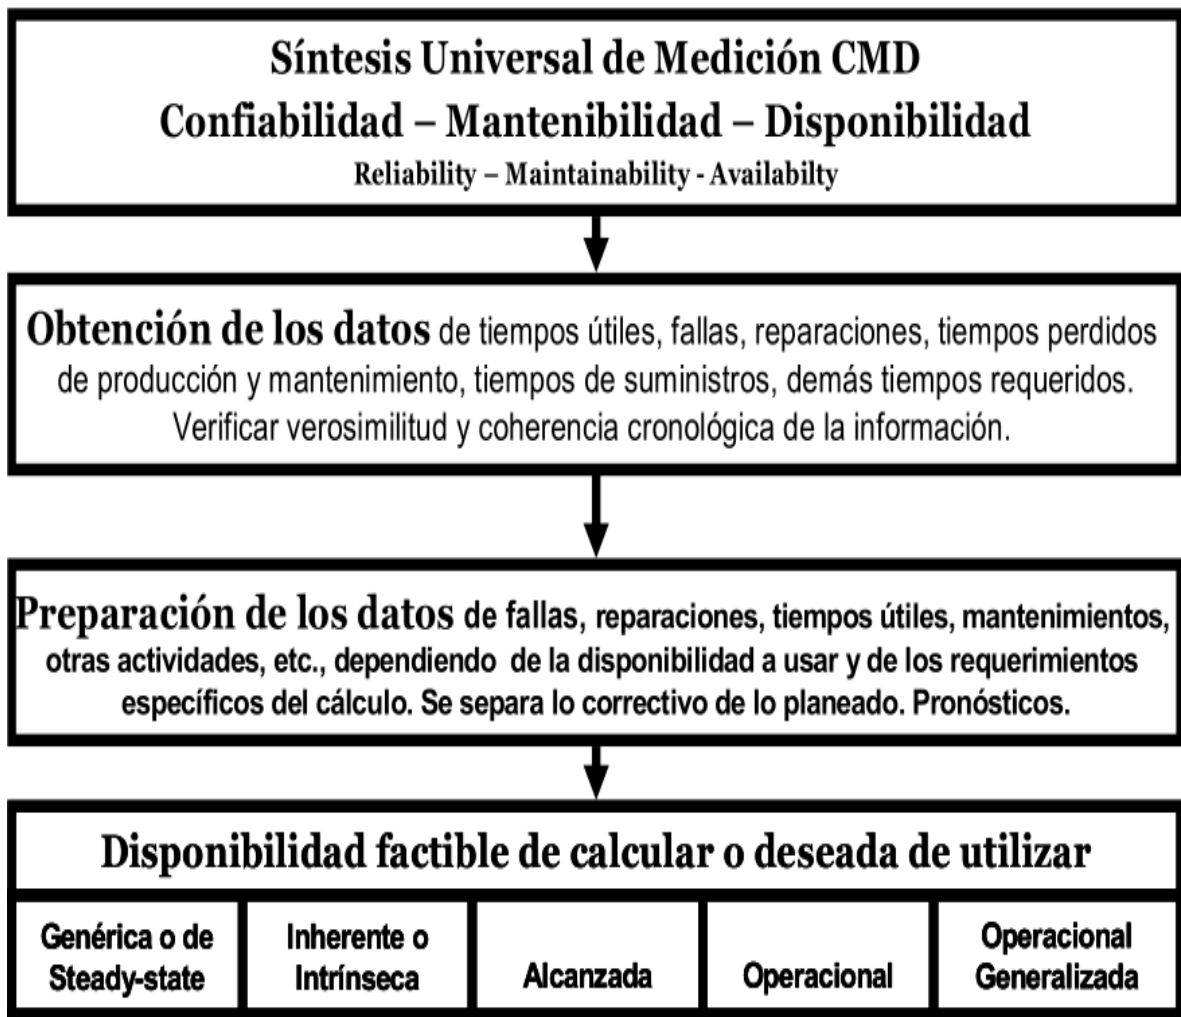 Síntesis Universal de Medición CMD
Confiabilidad – Mantenibilidad – Disponibilidad
Reliability – Maintainability - Availabilty
Obtención de los datos de tiempos útiles, fallas, reparaciones, tiempos perdidos
de producción y mantenimiento, tiempos de suministros, demás tiempos requeridos.
Verificar verosimilitud y coherencia cronológica de la información.
Preparación de los datos de fallas, reparaciones, tiempos útiles, mantenimientos,
otras actividades, etc., dependiendo de la disponibilidad a usar y de los requerimientos
específicos del cálculo. Se separa lo correctivo de lo planeado. Pronósticos.
Disponibilidad factible de calcular o deseada de utilizar
Genérica o de
Steady-state
Inherente o
Intrínseca
Alcanzada
Operacional
Operacional
Generalizada